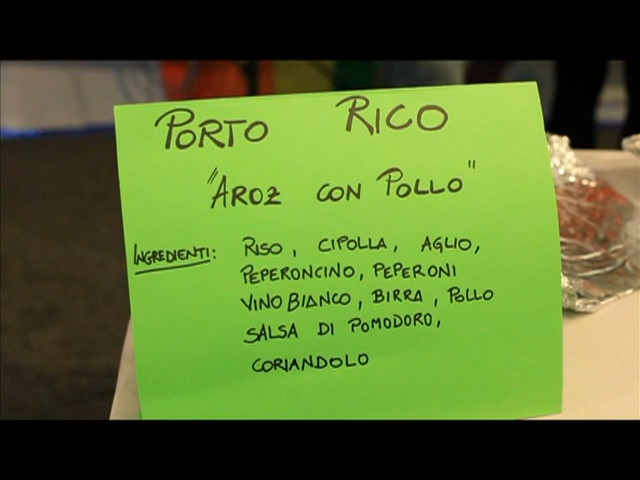 PORTO RICO
"AROZ CON POLLO"
INGREDIENTI: RISO, CIPOLLA, AGLIO,
PEPERONCINO, PEPERONI
VINO BIANCO, BIRRA, POLLO
SALSA DI POMODORO,
CORIANDOLO